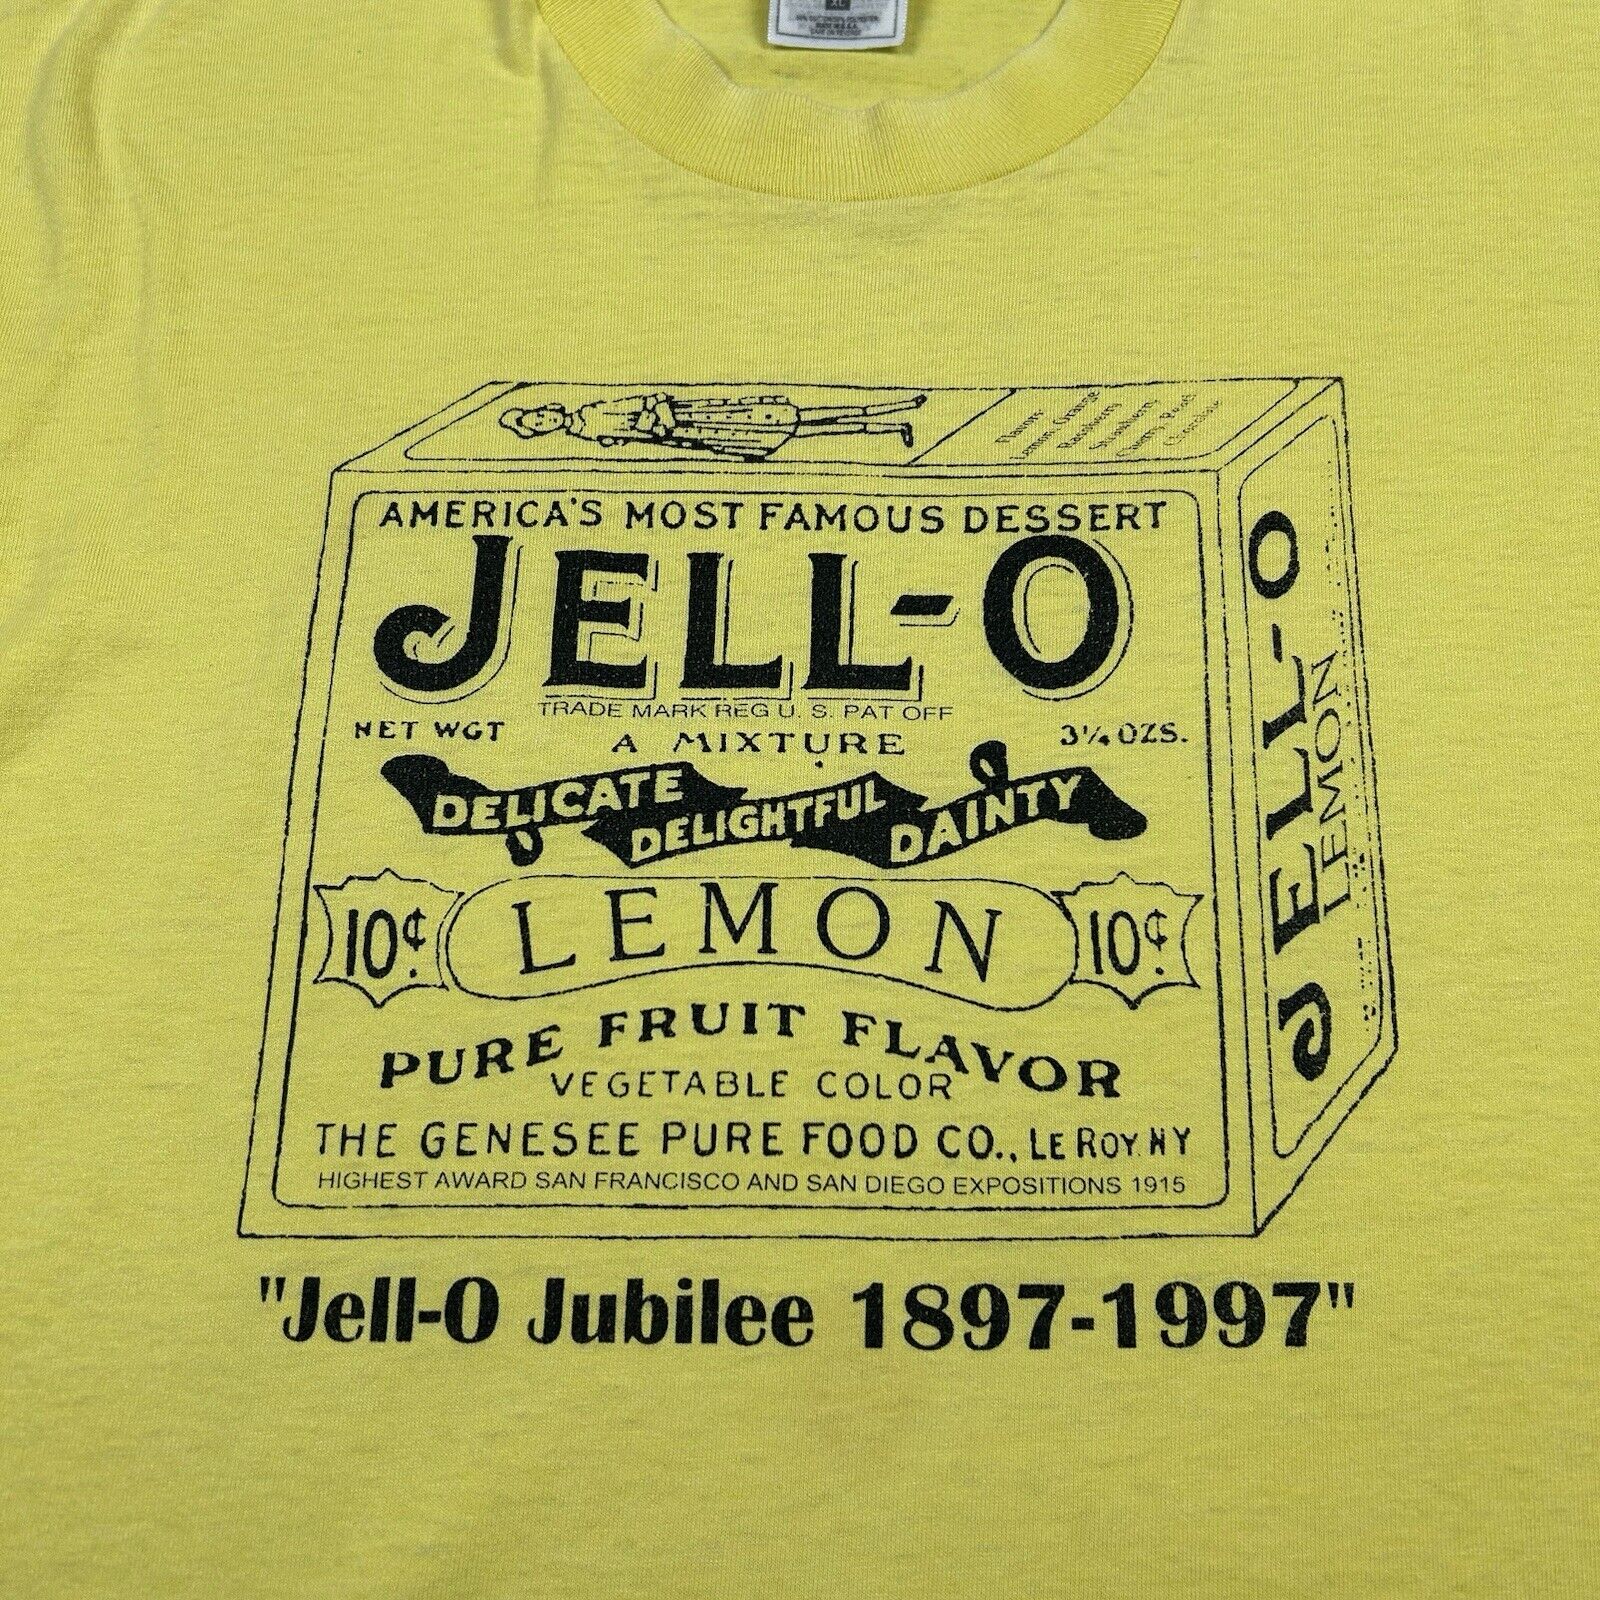 XL
AMERICA'S MOST FAMOUS DESSERT
JELL-O
TRADE MARK REG U. S. PAT OFF
NET WGT
A MIXTURE
3¼ OZS.
DELICATE
DELIGHTFUL
DAINTY
10¢
LEMON
10¢
PURE FRUIT FLAVOR
VEGETABLE COLOR
THE GENESEE PURE FOOD CO., LE ROY. NY
HIGHEST AWARD SAN FRANCISCO AND SAN DIEGO EXPOSITIONS 1915
JELL-O
LEMON
"Jell-O Jubilee 1897-1997"